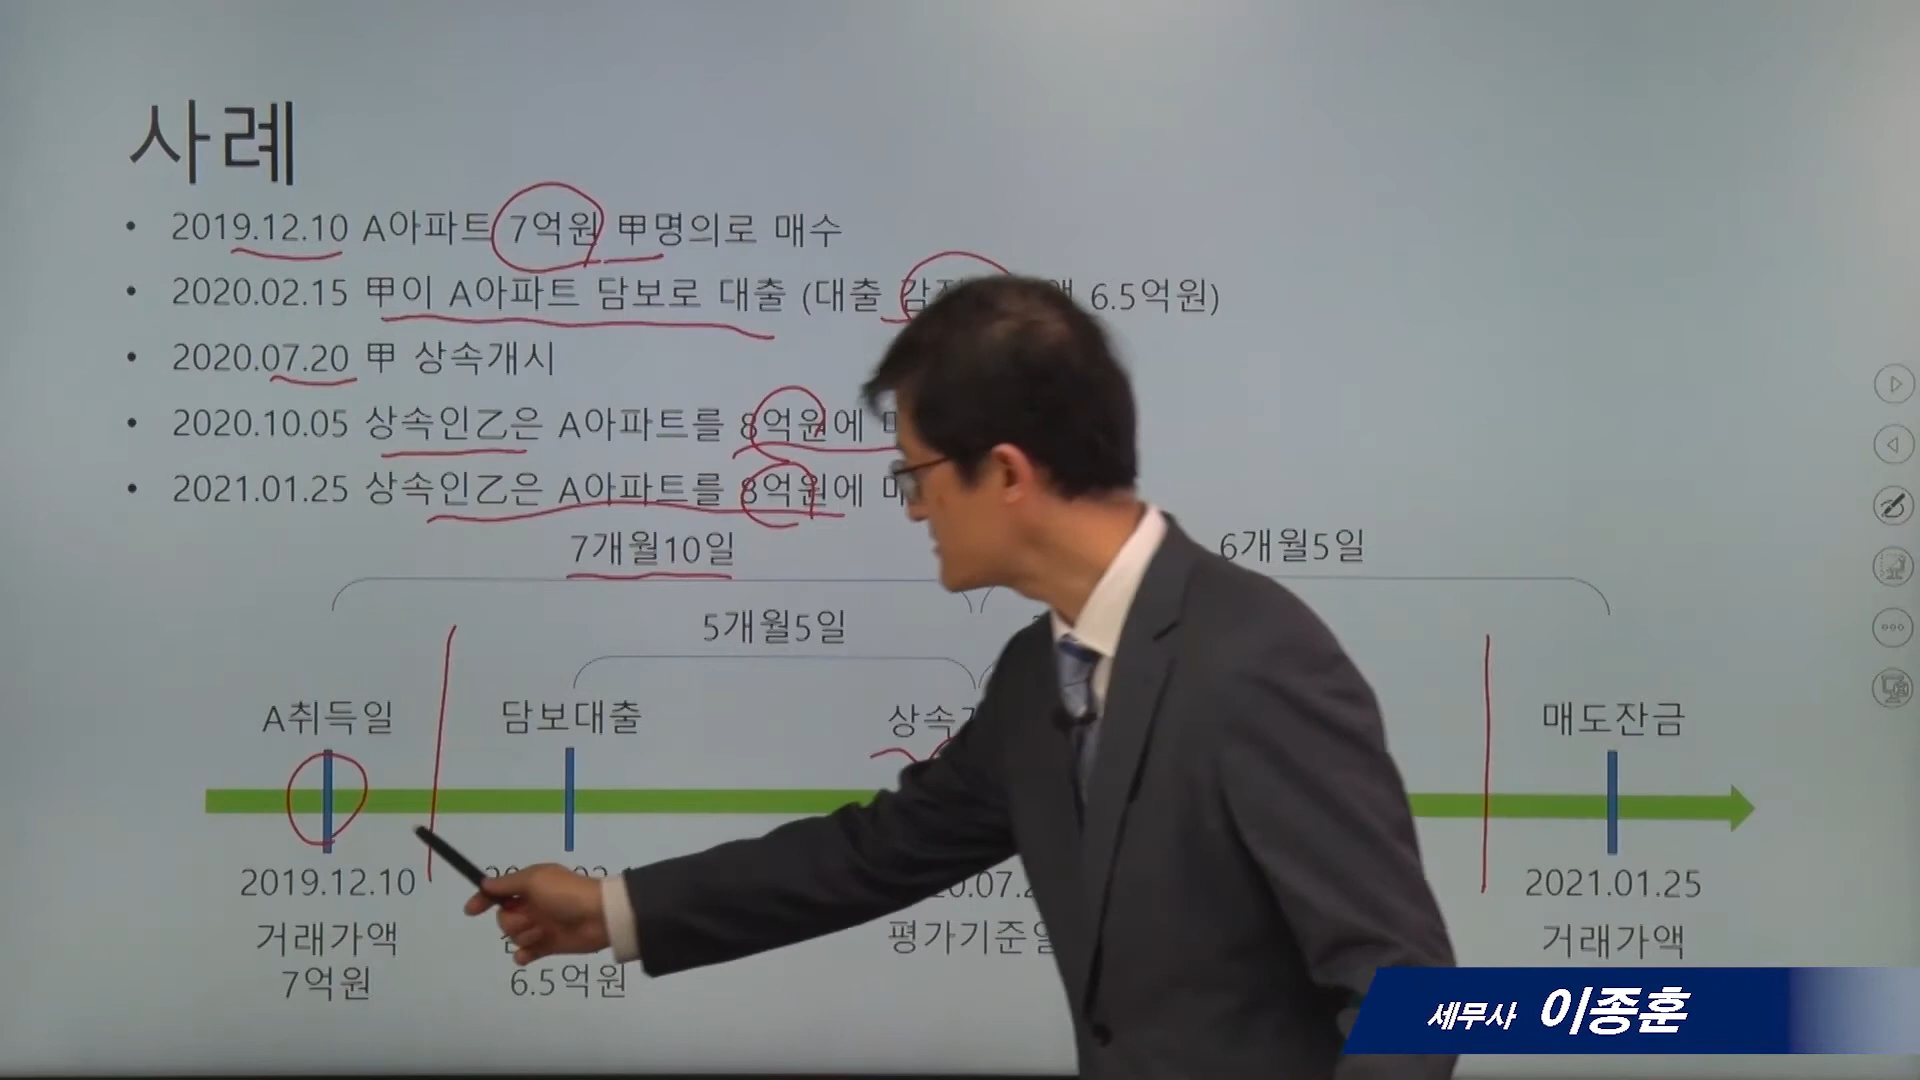 사례
• 2019.12.10 A아파트 7억원 甲명의로 매수
• 2020.02.15 甲이 A아파트 담보로 대출 (대출 6.5억원)
• 2020.07.20 甲 상속개시
• 2020.10.05 상속인乙은 A아파트를 8억원에
• 2021.01.25 상속인乙은 A아파트를 8억원에
7개월10일
6개월5일
5개월5일
A취득일
담보대출
매도잔금
2019.12.10
2021.01.25
거래가액
평가기준일
거래가액
7억원
6.5억원
세무사 이종훈